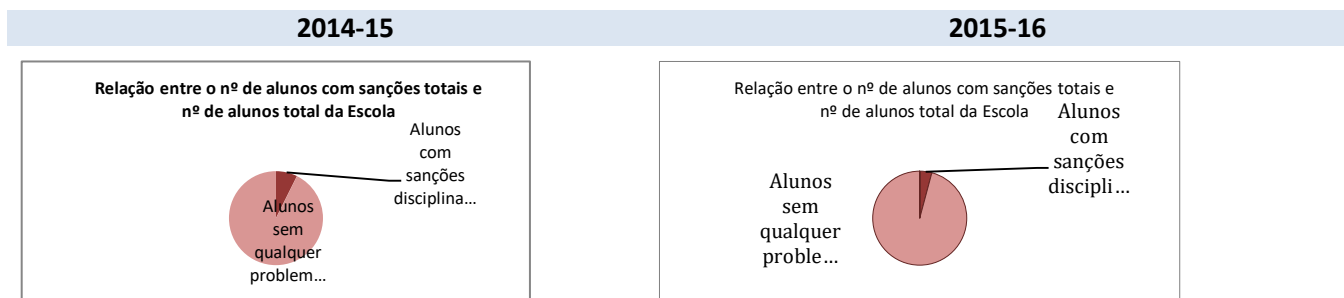 2014-15
2015-16
Relação entre o nº de alunos com sanções totais e
nº de alunos total da Escola
Alunos
com
sanções
disciplina…
Alunos
sem
qualquer
problem…
Relação entre o nº de alunos com sanções totais e
nº de alunos total da Escola
Alunos
com
sanções
discipli…
Alunos
sem
qualquer
proble…